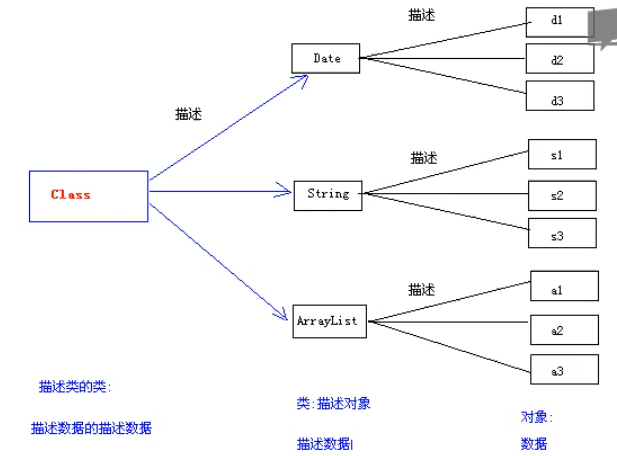 描述
d1
Date
d2
d3
描述
描述
s1
Class
String
s2
s3
描述
a1
ArrayList
a2
a3
描述类的类:
描述数据的描述数据
类:描述对象
描述数据
对象:
数据